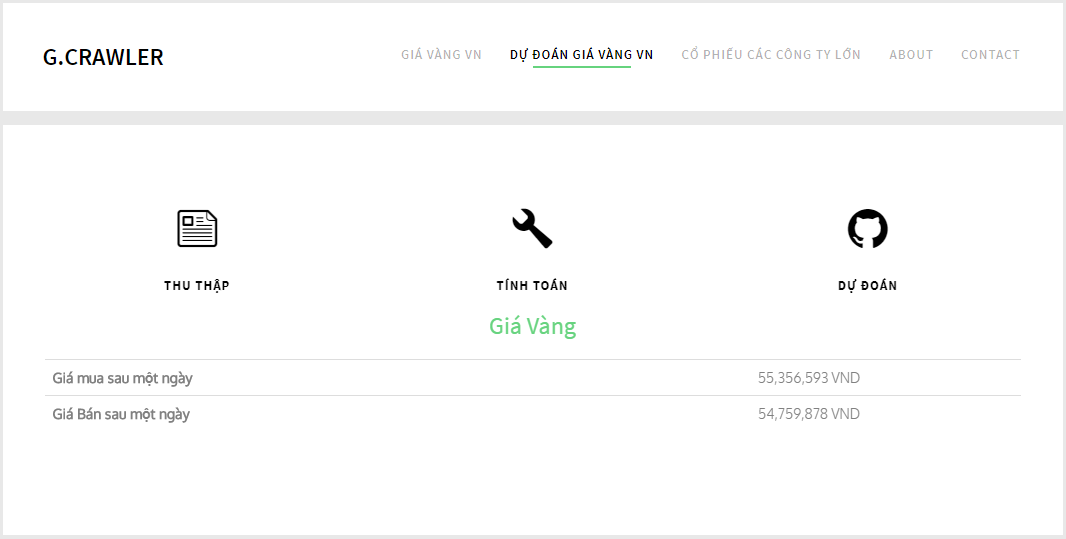 G.CRAWLER
GIÁ VÀNG VN DỰ ĐOÁN GIÁ VÀNG VN CỔ PHIẾU CÁC CÔNG TY LỚN ABOUT CONTACT
THU THẬP TÍNH TOÁN DỰ ĐOÁN
Giá Vàng
Giá mua sau một ngày 55,356,593 VND
Giá Bán sau một ngày 54,759,878 VND